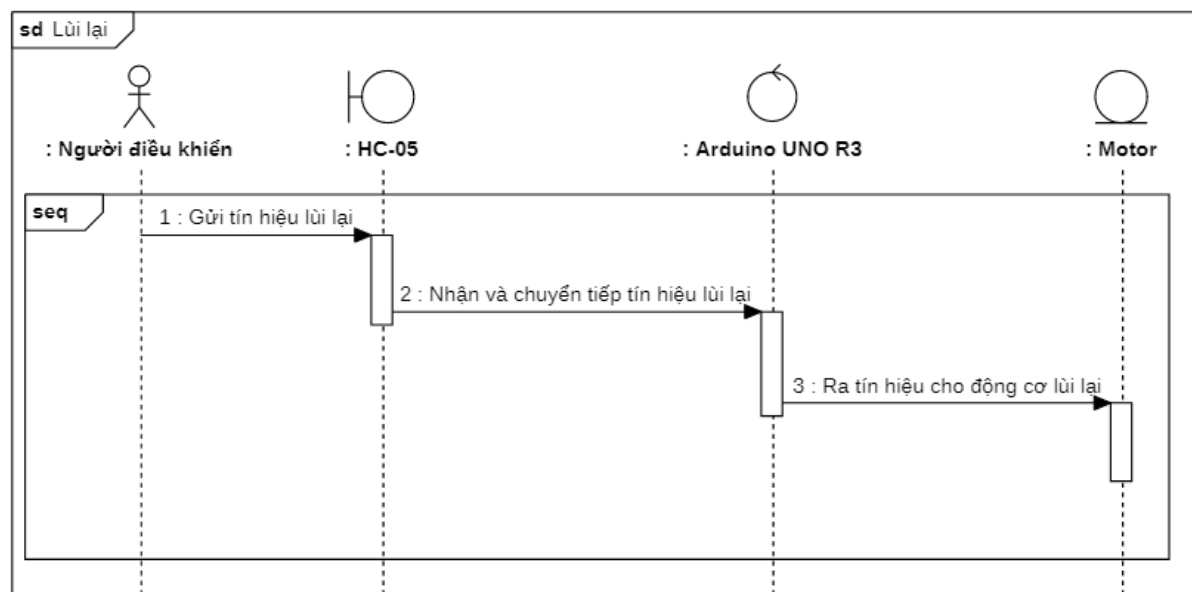 sd Lùi lại
: Người điều khiển
: HC-05
: Arduino UNO R3
: Motor
seq
1 : Gửi tín hiệu lùi lại
2 : Nhận và chuyển tiếp tín hiệu lùi lại
3 : Ra tín hiệu cho động cơ lùi lại